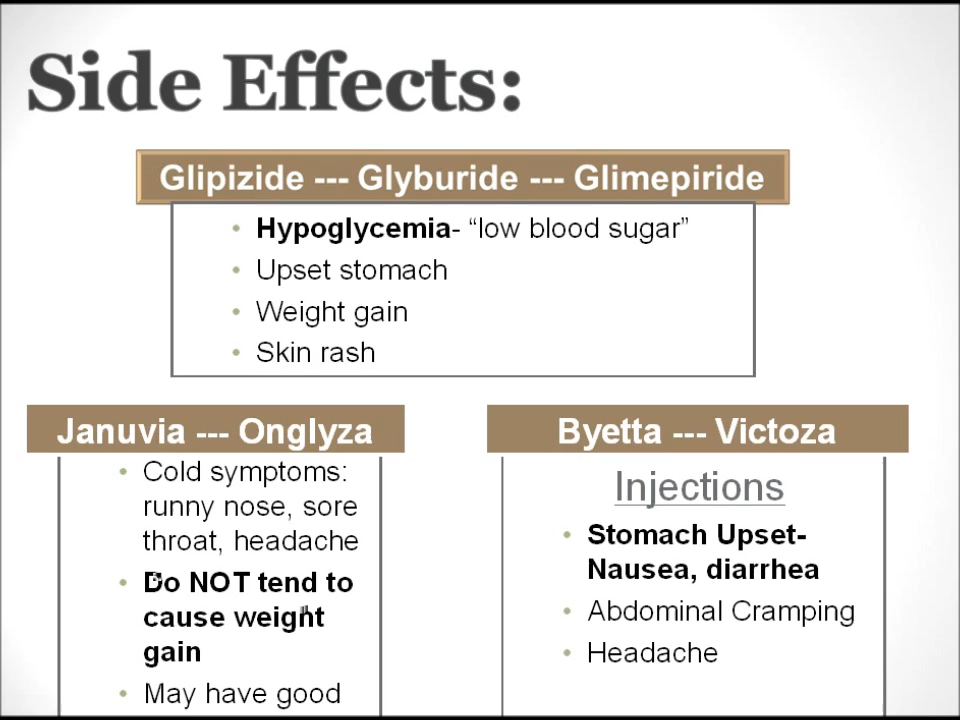 Side Effects:
Glipizide --- Glyburide --- Glimepiride
• Hypoglycemia- “low blood sugar”
• Upset stomach
• Weight gain
• Skin rash
Januvia --- Onglyza
• Cold symptoms:
runny nose, sore
throat, headache
• Do NOT tend to
cause weight
gain
• May have good
Byetta --- Victoza
Injections
• Stomach Upset-
Nausea, diarrhea
• Abdominal Cramping
• Headache